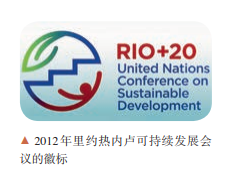 RIO+20
United Nations
Conference on
Sustainable
Development
▲ 2012年里约热内卢可持续发展会
议的徽标